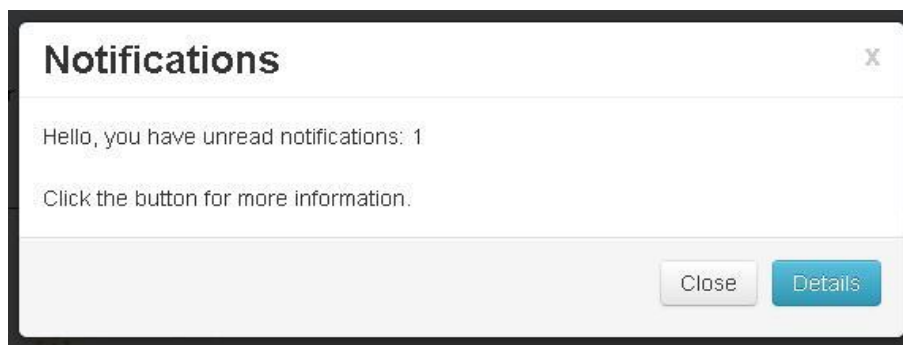 Notifications
x
Hello, you have unread notifications: 1
Click the button for more information.
Close
Details